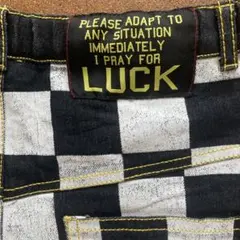 PLEASE ADAPT TO
ANY SITUATION
IMMEDIATELY
I PRAY FOR
LUCK